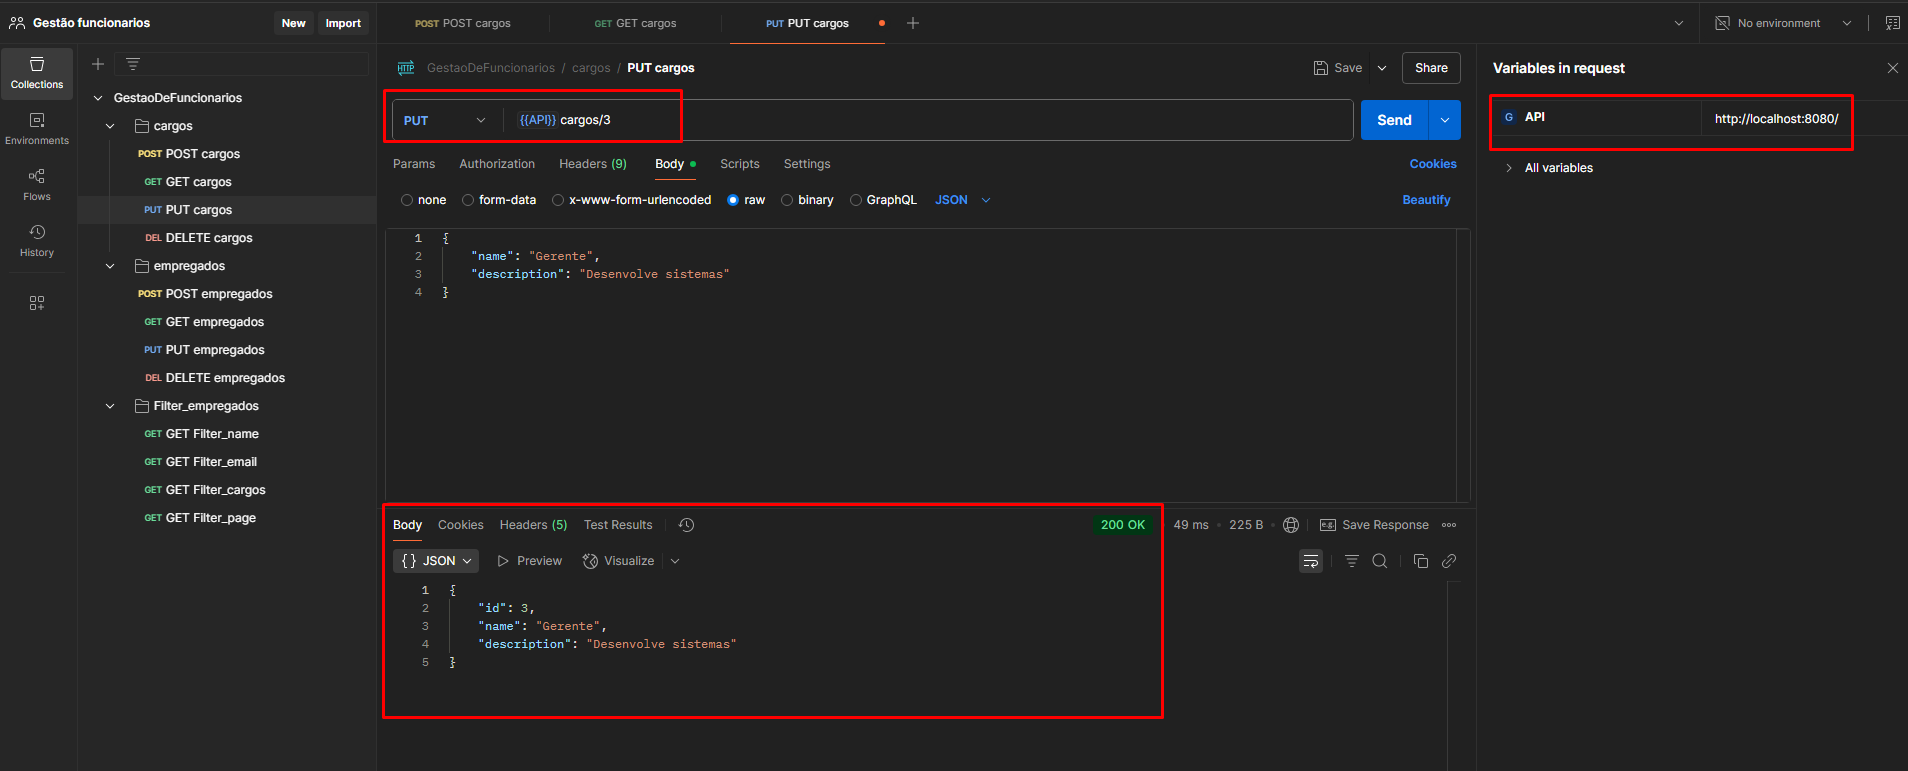 Gestão funcionarios
New
Import
POST POST cargos
GET GET cargos
PUT PUT cargos
No environment
Collections
Environments
Flows
History
GestaoDeFuncionarios
cargos
POST POST cargos
GET GET cargos
PUT PUT cargos
DEL DELETE cargos
empregados
POST POST empregados
GET GET empregados
PUT PUT empregados
DEL DELETE empregados
Filter_empregados
GET GET Filter_name
GET GET Filter_email
GET GET Filter_cargos
GET GET Filter_page
HTTP GestaoDeFuncionarios / cargos / PUT cargos
Save
Share
PUT {{API}} cargos/3
Send
Params Authorization Headers (9) Body Scripts Settings
Cookies
none form-data x-www-form-urlencoded raw binary GraphQL JSON
Beautify
1 {
2 "name": "Gerente",
3 "description": "Desenvolve sistemas"
4 }
Body Cookies Headers (5) Test Results
200 OK 49 ms 225 B
e.g. Save Response
{} JSON Preview Visualize
1 {
2 "id": 3,
3 "name": "Gerente",
4 "description": "Desenvolve sistemas"
5 }
Variables in request
G API http://localhost:8080/
All variables